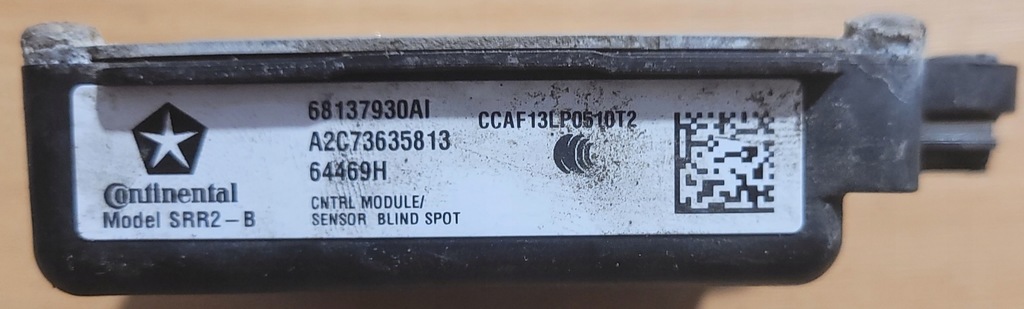 Continental
Model SRR2-B
68137930AI
A2C73635813
64469H
CNTRL MODULE/
SENSOR BLIND SPOT
CCAF13LP0510T2